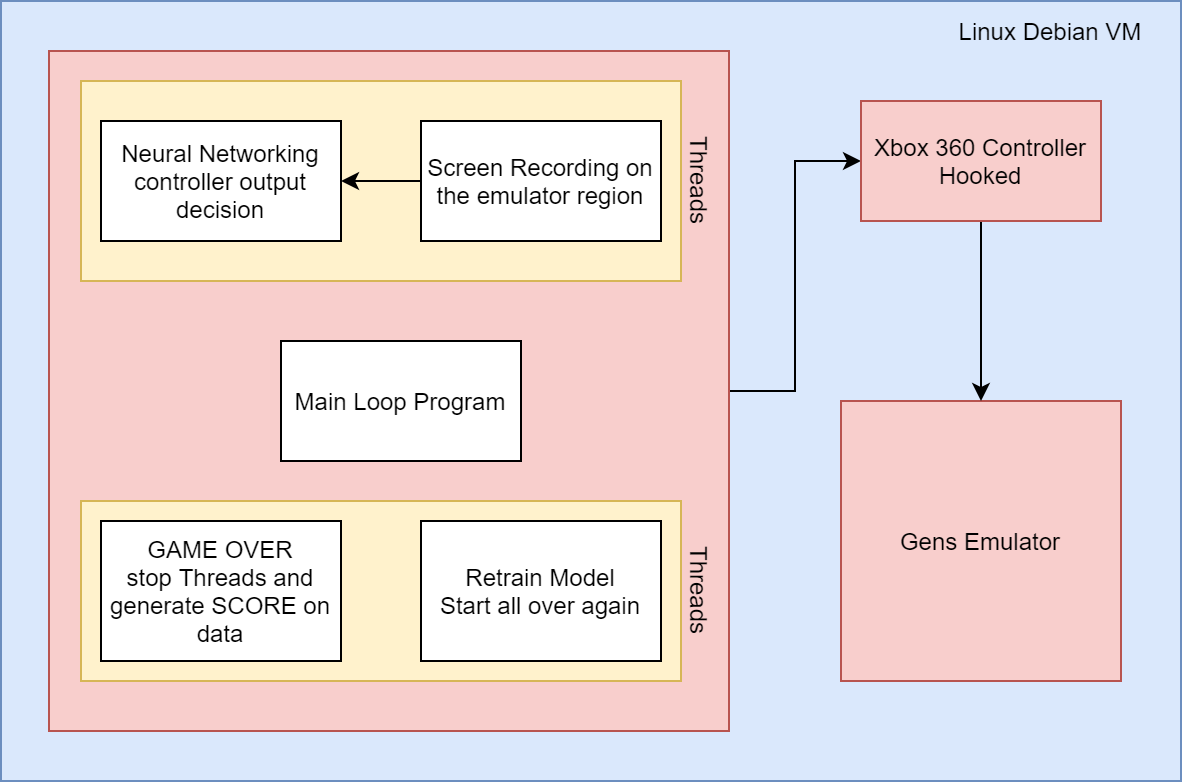 Linux Debian VM
Neural Networking
controller output
decision
Screen Recording on
the emulator region
Threads
Xbox 360 Controller
Hooked
Main Loop Program
GAME OVER
stop Threads and
generate SCORE on
data
Retrain Model
Start all over again
Threads
Gens Emulator